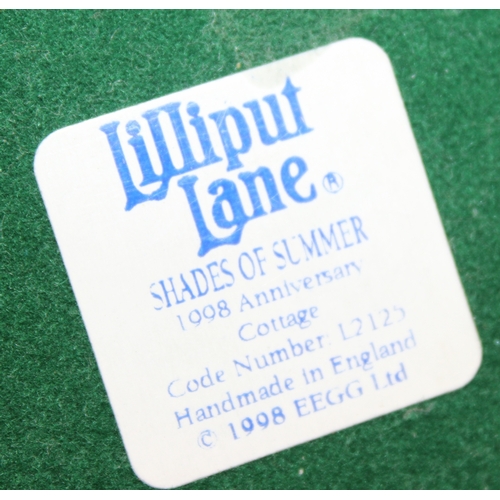 Lilliput
Lane ®
SHADES OF SUMMER
1998 Anniversary
Cottage
Code Number: L2125
Handmade in England
© 1998 EEGG Ltd